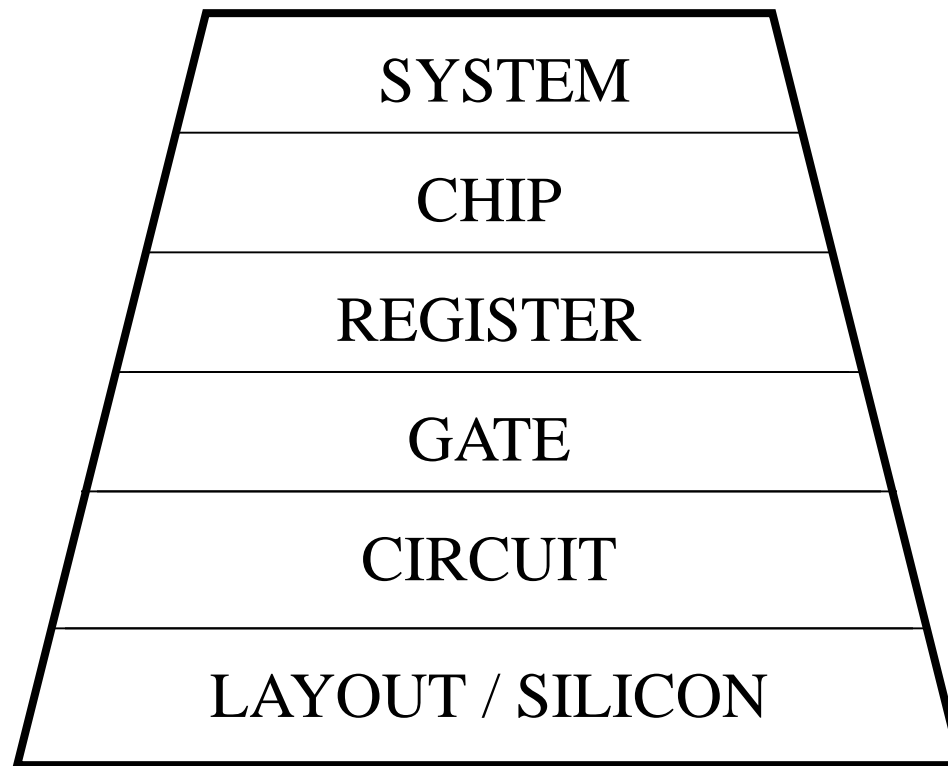 SYSTEM
CHIP
REGISTER
GATE
CIRCUIT
LAYOUT / SILICON